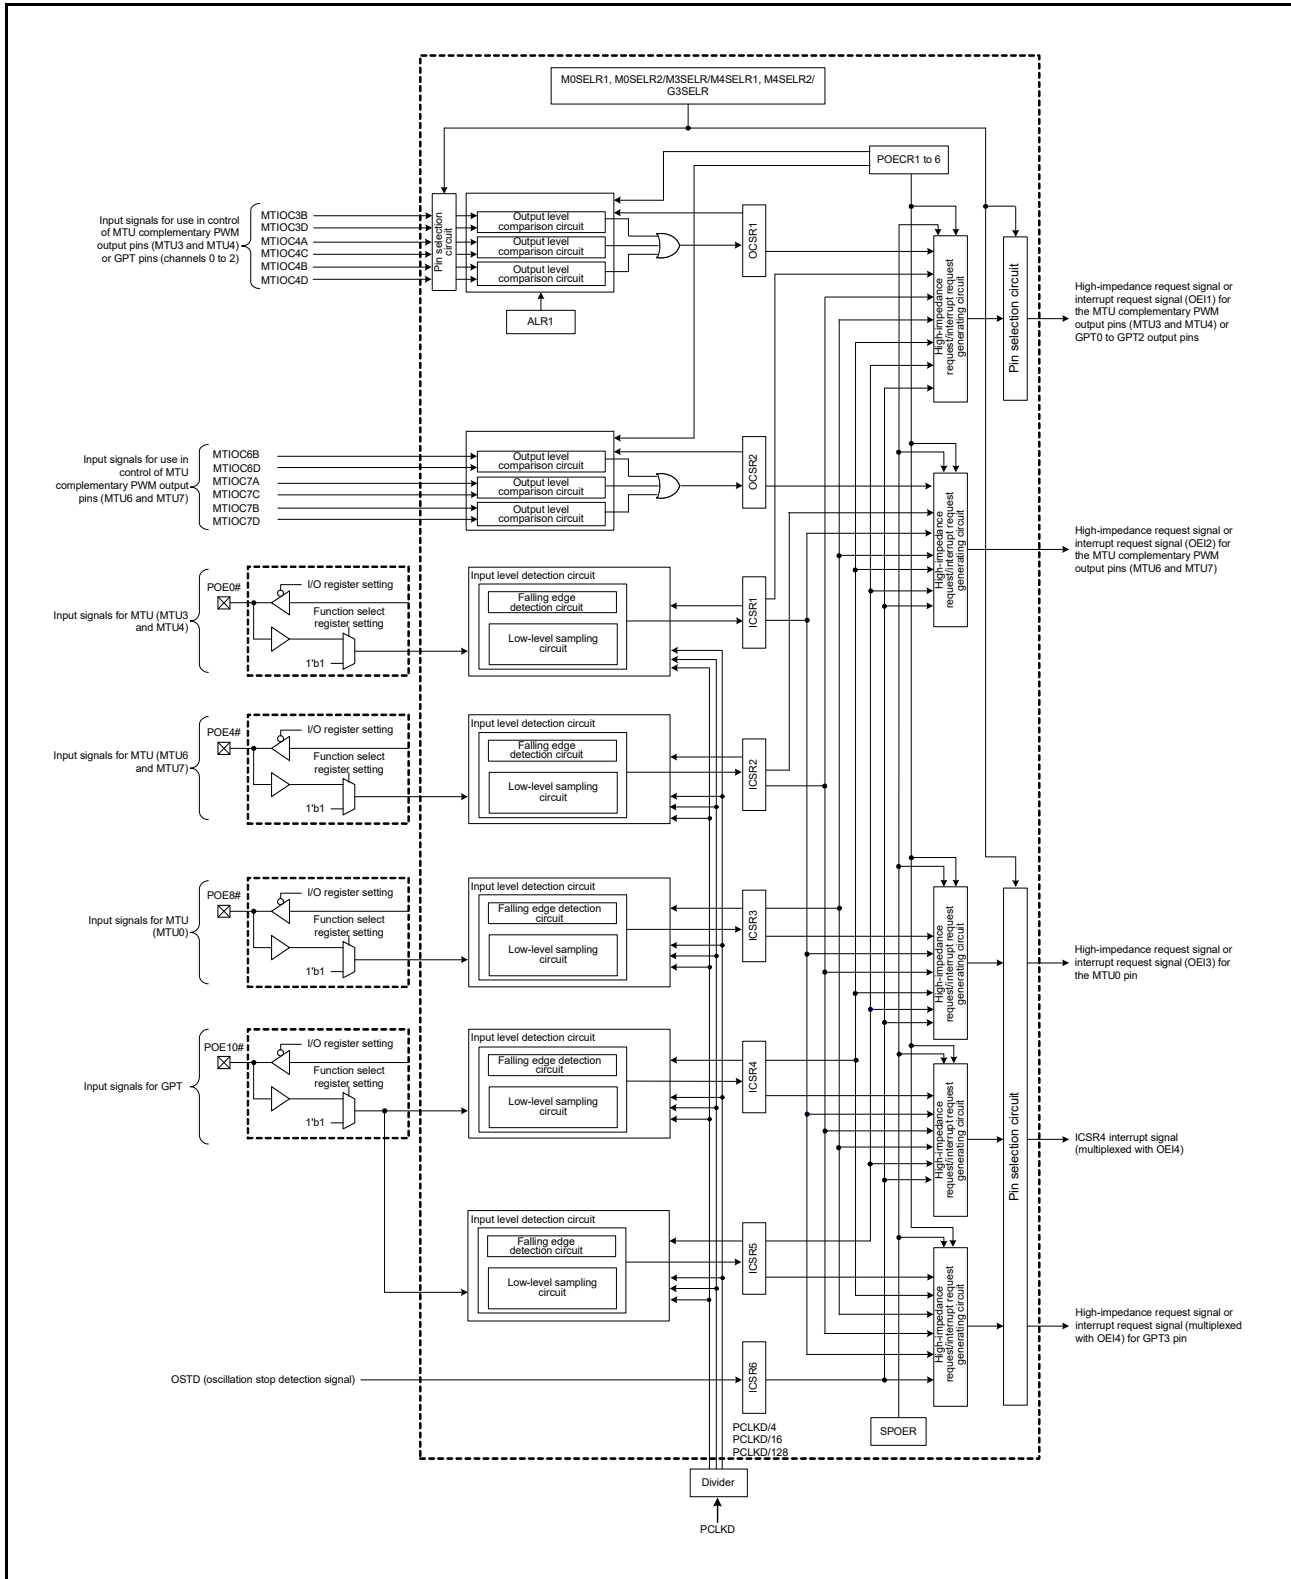 M0SELR1, M0SELR2/M3SELR/M4SELR1, M4SELR2/
G3SELR
POECR1 to 6
Input signals for use in control
of MTU complementary PWM
output pins (MTU3 and MTU4)
or GPT pins (channels 0 to 2)
MTIOC3B
MTIOC3D
MTIOC4A
MTIOC4C
MTIOC4B
MTIOC4D
Pin selection
circuit
Output level
comparison circuit
Output level
comparison circuit
Output level
comparison circuit
ALR1
OCSR1
High-impedance
request/interrupt request
generating circuit
Pin selection circuit
High-impedance request signal or
interrupt request signal (OEI1) for
the MTU complementary PWM
output pins (MTU3 and MTU4) or
GPT0 to GPT2 output pins
Input signals for use in
control of MTU
complementary PWM output
pins (MTU6 and MTU7)
MTIOC6B
MTIOC6D
MTIOC7A
MTIOC7C
MTIOC7B
MTIOC7D
Output level
comparison circuit
Output level
comparison circuit
Output level
comparison circuit
OCSR2
High-impedance
request/interrupt request
generating circuit
High-impedance request signal or
interrupt request signal (OEI2) for
the MTU complementary PWM
output pins (MTU6 and MTU7)
Input signals for MTU (MTU3
and MTU4)
POE0#
I/O register setting
Function select
register setting
1'b1
Input level detection circuit
Falling edge
detection circuit
Low-level sampling
circuit
ICSR1
Input signals for MTU (MTU6
and MTU7)
POE4#
I/O register setting
Function select
register setting
1'b1
Input level detection circuit
Falling edge
detection circuit
Low-level sampling
circuit
ICSR2
Input signals for MTU
(MTU0)
POE8#
I/O register setting
Function select
register setting
1'b1
Input level detection circuit
Falling edge detection
circuit
Low-level sampling
circuit
ICSR3
High-impedance
request/interrupt request
generating circuit
High-impedance request signal or
interrupt request signal (OEI3) for
the MTU0 pin
Input signals for GPT
POE10#
I/O register setting
Function select
register setting
1'b1
Input level detection circuit
Falling edge detection
circuit
Low-level sampling
circuit
ICSR4
High-impedance
request/interrupt request
generating circuit
Pin selection circuit
ICSR4 interrupt signal
(multiplexed with OEI4)
Input level detection circuit
Falling edge
detection circuit
Low-level sampling
circuit
ICSR5
High-impedance
request/interrupt request
generating circuit
High-impedance request signal or
interrupt request signal (multiplexed
with OEI4) for GPT3 pin
OSTD (oscillation stop detection signal)
ICSR6
SPOER
PCLKD/4
PCLKD/16
PCLKD/128
Divider
PCLKD